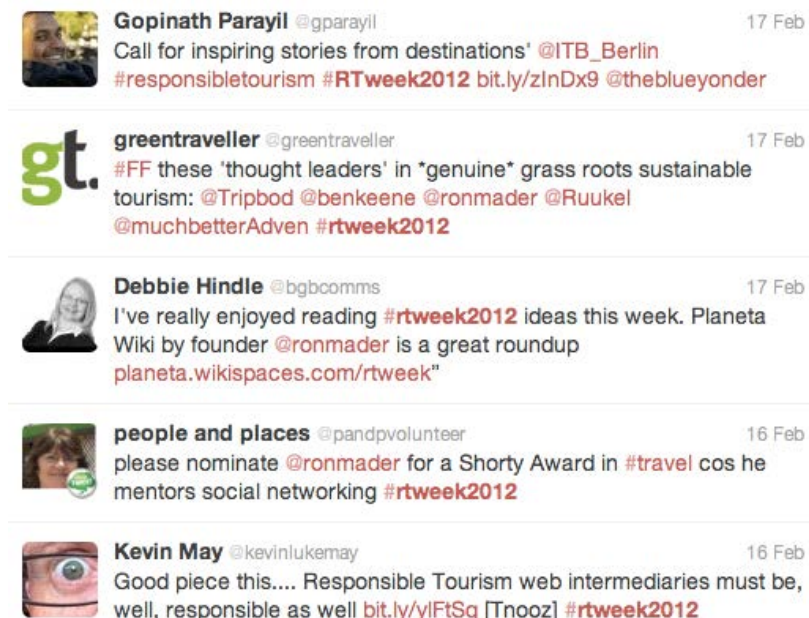 Gopinath Parayil @gparayil 17 Feb
Call for inspiring stories from destinations' @ITB_Berlin
#responsibletourism #RTweek2012 bit.ly/zInDx9 @theblueyonder
gt.
greentraveller @greentraveller 17 Feb
#FF these 'thought leaders' in *genuine* grass roots sustainable
tourism: @Tripbod @benkeene @ronmader @Ruukel
@muchbetterAdven #rtweek2012
Debbie Hindle @bgbcomms 17 Feb
I've really enjoyed reading #rtweek2012 ideas this week. Planeta
Wiki by founder @ronmader is a great roundup
planeta.wikispaces.com/rtweek"
people and places @pandpvolunteer 16 Feb
please nominate @ronmader for a Shorty Award in #travel cos he
mentors social networking #rtweek2012
Kevin May @kevinlukemay 16 Feb
Good piece this.... Responsible Tourism web intermediaries must be,
well, responsible as well bit.ly/ylFtSq [Tnooz] #rtweek2012